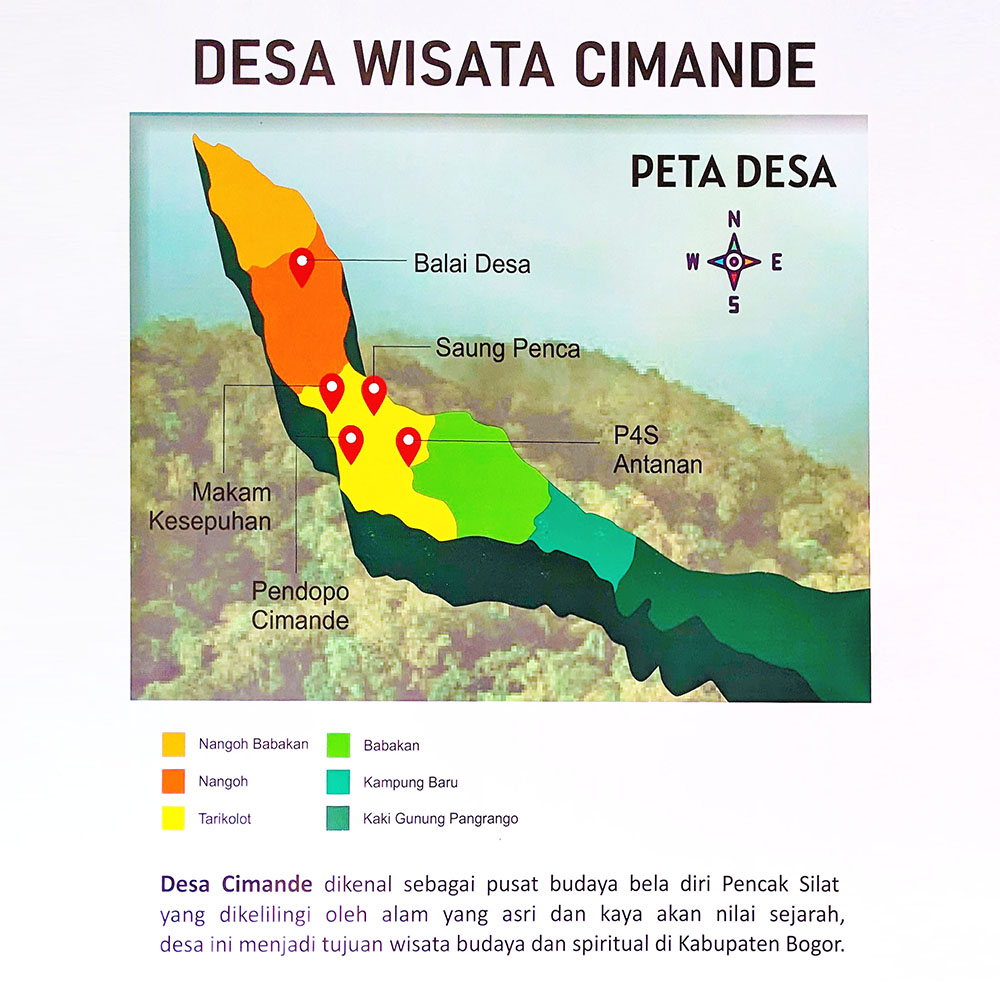 DESA WISATA CIMANDE
PETA DESA
N
W E
S
Balai Desa
Saung Penca
P4S
Antanan
Makam
Kesepuhan
Pendopo
Cimande
Nangoh Babakan
Nangoh
Tarikolot
Babakan
Kampung Baru
Kaki Gunung Pangrango
Desa Cimande dikenal sebagai pusat budaya bela diri Pencak Silat
yang dikelilingi oleh alam yang asri dan kaya akan nilai sejarah,
desa ini menjadi tujuan wisata budaya dan spiritual di Kabupaten Bogor.